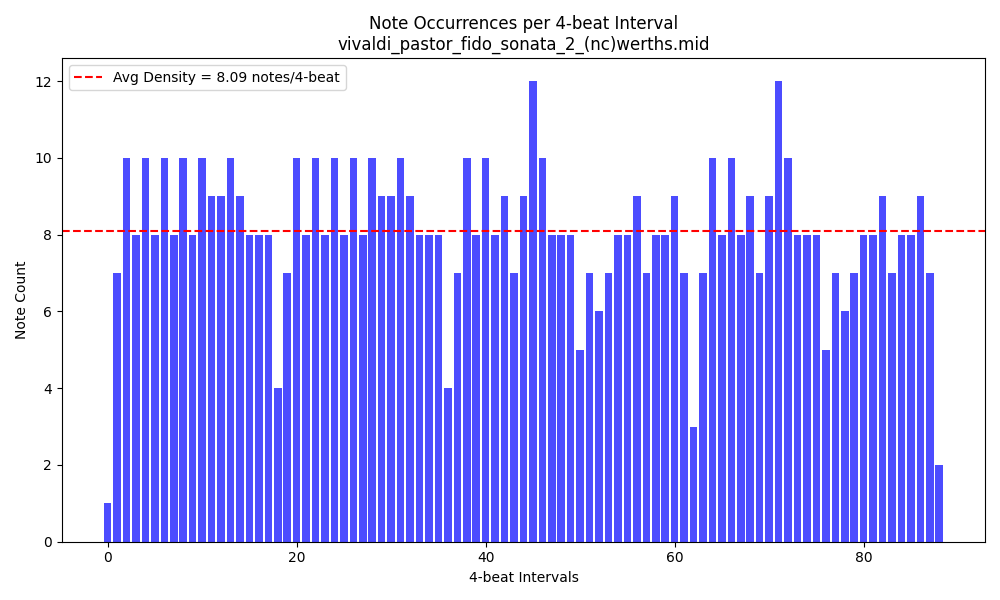 Note Occurrences per 4-beat Interval
vivaldi_pastor_fido_sonata_2_(nc)werths.mid
Avg Density = 8.09 notes/4-beat
12
10
8
6
4
2
0
Note Count
0 20 40 60 80
4-beat Intervals